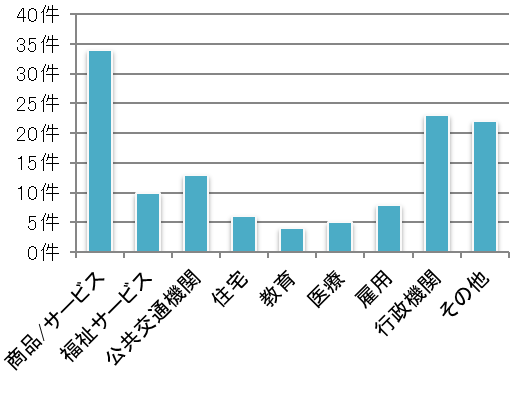 40件
35件
30件
25件
20件
15件
10件
5件
0件
商品/サービス
福祉サービス
公共交通機関
住宅
教育
医療
雇用
行政機関
その他